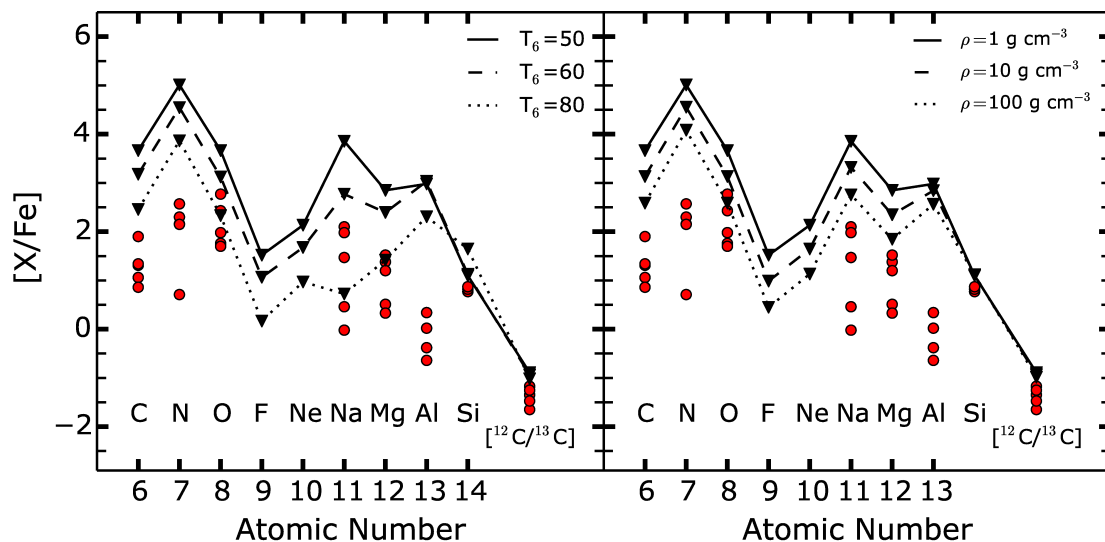 [X/Fe]
6
4
2
0
−2
T₆=50
T₆=60
T₆=80
C N O F Ne Na Mg Al Si
[¹²C/¹³C]
6 7 8 9 10 11 12 13 14
Atomic Number
ρ=1 g cm⁻³
ρ=10 g cm⁻³
ρ=100 g cm⁻³
C N O F Ne Na Mg Al Si
[¹²C/¹³C]
6 7 8 9 10 11 12 13
Atomic Number